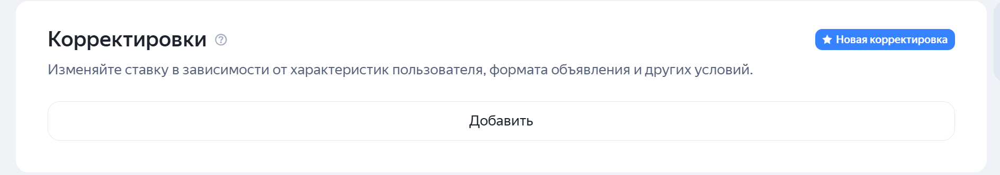 Корректировки
Новая корректировка
Изменяйте ставку в зависимости от характеристик пользователя, формата объявления и других условий.
Добавить